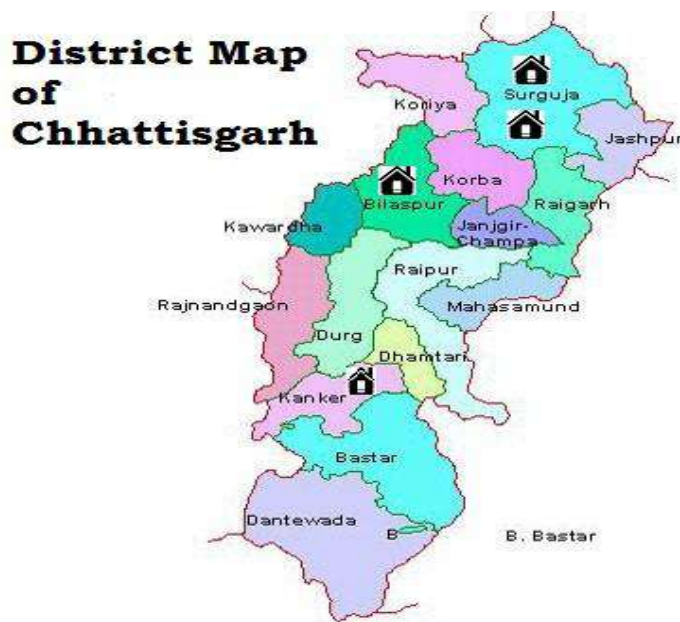 District Map
of
Chhattisgarh
Koriya
Surguja
Jashpur
Korba
Bilaspur
Raigarh
Kawardha
Janjgir-
Champa
Raipur
Rajnandgaon
Mahasamund
Durg
Dhamtari
Kanker
Bastar
Dantewada
B
B. Bastar